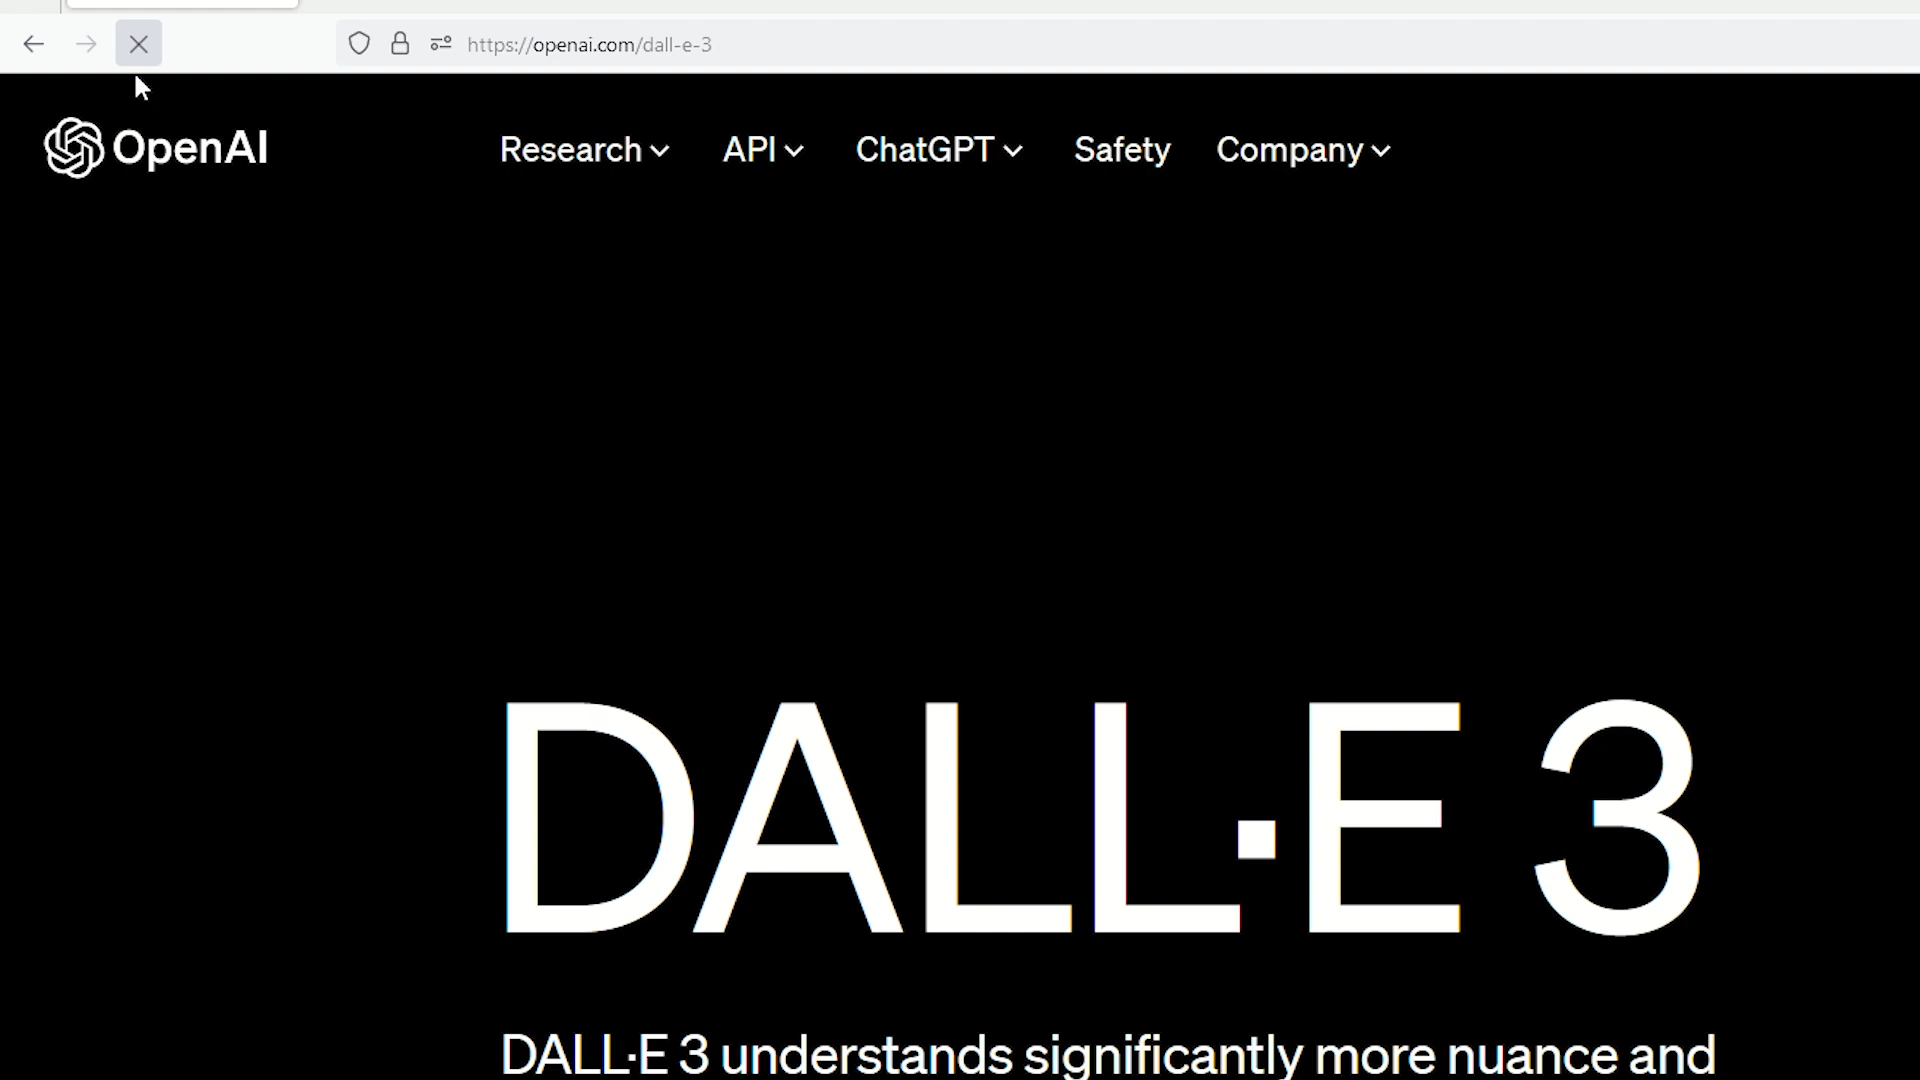 https://openai.com/dall-e-3
OpenAI
Research API ChatGPT Safety Company
DALL·E 3
DALL·E 3 understands significantly more nuance and